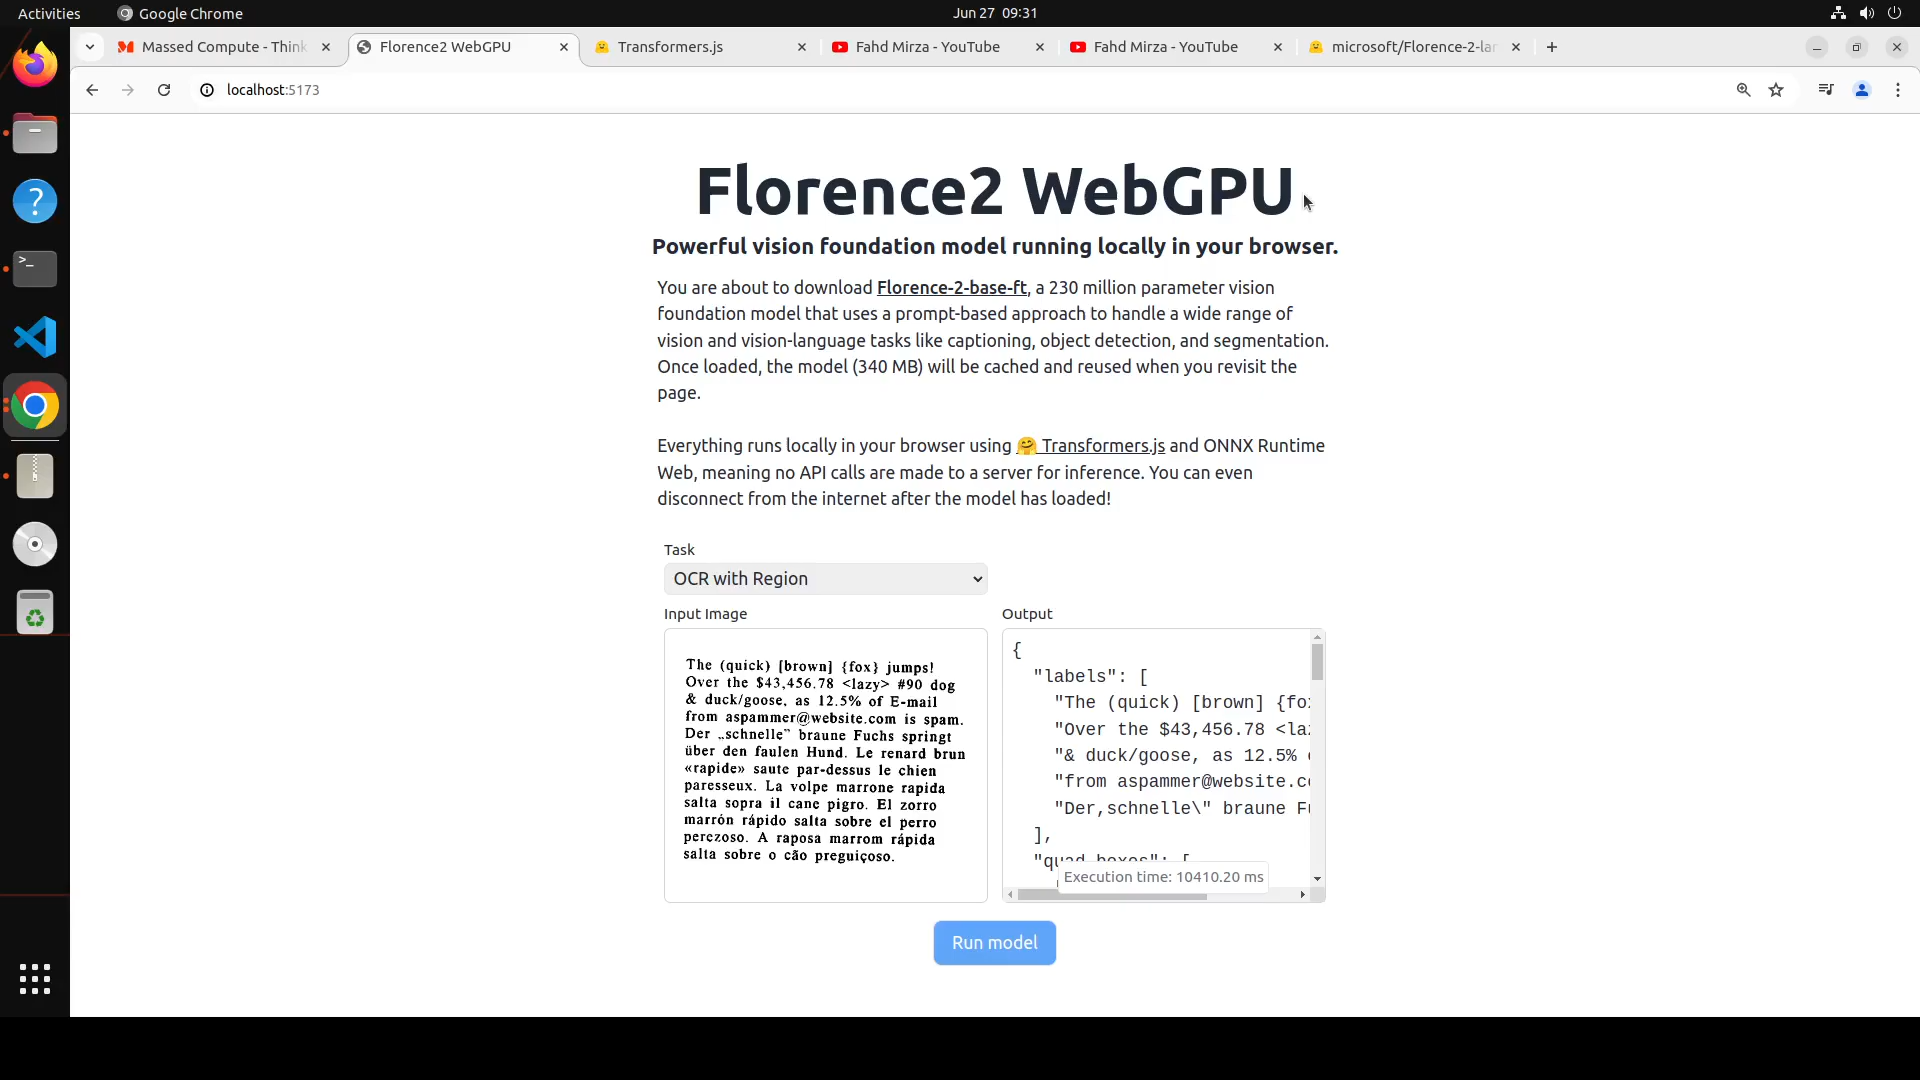 Activities
Google Chrome
Jun 27 09:31
Massed Compute - Think
Florence2 WebGPU
Transformers.js
Fahd Mirza - YouTube
Fahd Mirza - YouTube
microsoft/Florence-2-lar
localhost:5173
Florence2 WebGPU
Powerful vision foundation model running locally in your browser.
You are about to download Florence-2-base-ft, a 230 million parameter vision
foundation model that uses a prompt-based approach to handle a wide range of
vision and vision-language tasks like captioning, object detection, and segmentation.
Once loaded, the model (340 MB) will be cached and reused when you revisit the
page.
Everything runs locally in your browser using 🤗 Transformers.js and ONNX Runtime
Web, meaning no API calls are made to a server for inference. You can even
disconnect from the internet after the model has loaded!
Task
OCR with Region
Input Image
The (quick) [brown] {fox} jumps!
Over the $43,456.78 <lazy> #90 dog
& duck/goose, as 12.5% of E-mail
from aspammer@website.com is spam.
Der „schnelle” braune Fuchs springt
über den faulen Hund. Le renard brun
«rapide» saute par-dessus le chien
paresseux. La volpe marrone rapida
salta sopra il cane pigro. El zorro
marrón rápido salta sobre el perro
perezoso. A raposa marrom rápida
salta sobre o cão preguiçoso.
Output
{
"labels": [
"The (quick) [brown] {fo
"Over the $43,456.78 <la
"& duck/goose, as 12.5%
"from aspammer@website.c
"Der,schnelle\" braune F
],
"quad_boxes": [
Execution time: 10410.20 ms
Run model